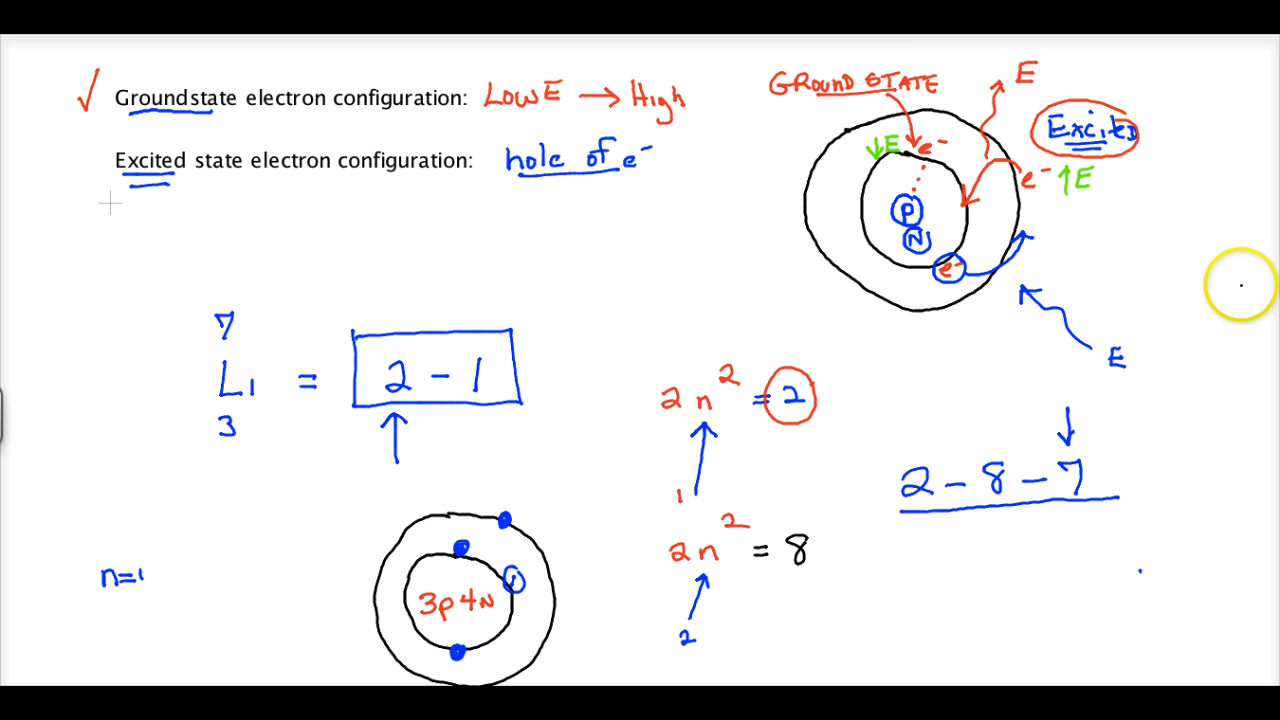 ✓ Groundstate electron configuration: LOW E → High
Excited state electron configuration: hole of e⁻
GROUND STATE
E
Excited
↓E
e⁻
e⁻ ↑E
P
N
e⁻
E
7
Li = 2 - 1
3
2n² = 2
1
2 - 8 - 7
2n² = 8
2
3p 4N
n=1